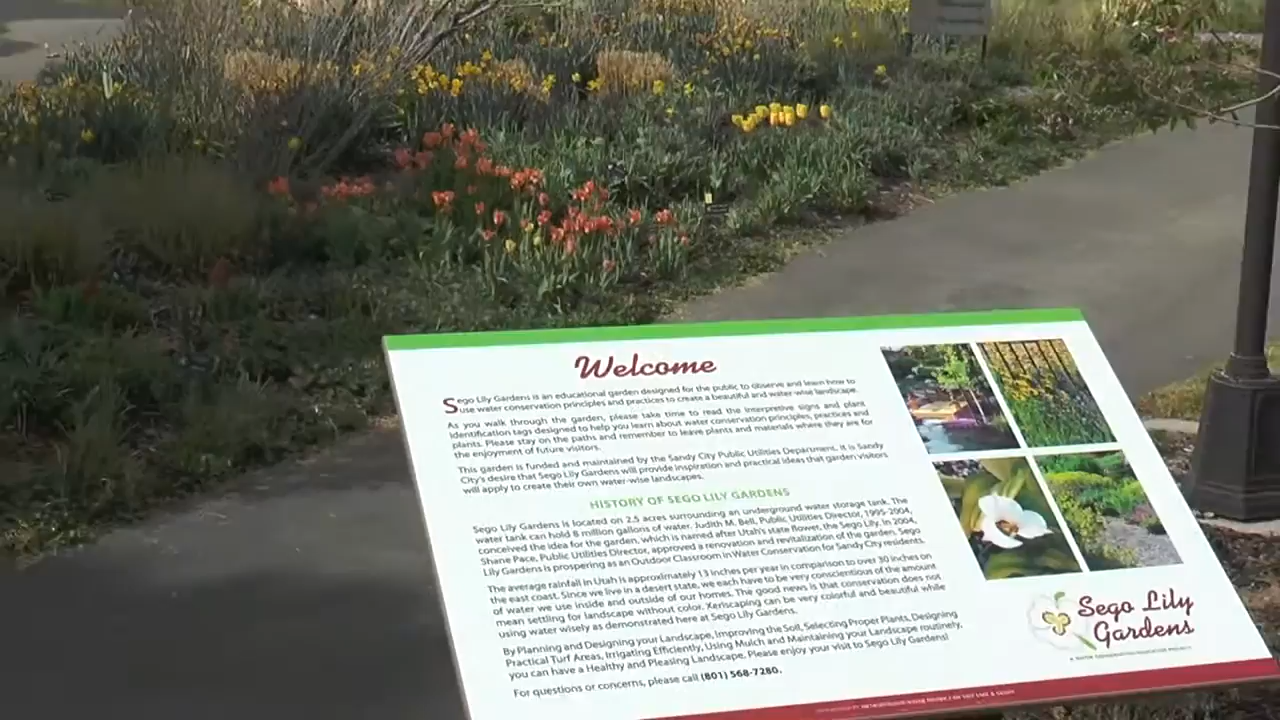 Welcome
Sego Lily Gardens is an educational garden designed for the public to observe and learn how to
use water conservation principles and practices to create a beautiful and water-wise landscape.
As you walk through the garden, please take time to read the interpretive signs and plant
identification tags designed to help you learn about water conservation principles, practices and
plants. Please stay on the paths and remember to leave plants and materials where they are for
the enjoyment of future visitors.
This garden is funded and maintained by the Sandy City Public Utilities Department. It is Sandy
City's desire that Sego Lily Gardens will provide inspiration and practical ideas that garden visitors
will apply to create their own water-wise landscapes.
HISTORY OF SEGO LILY GARDENS
Sego Lily Gardens is located on 2.5 acres surrounding an underground water storage tank. The
water tank can hold 8 million gallons of water. Judith M. Bell, Public Utilities Director, 1995-2004,
conceived the idea for the garden, which is named after Utah's state flower, the Sego Lily. In 2004,
Shane Pace, Public Utilities Director, approved a renovation and revitalization of the garden. Sego
Lily Gardens is prospering as an Outdoor Classroom in Water Conservation for Sandy City residents.
The average rainfall in Utah is approximately 13 inches per year in comparison to over 30 inches on
the east coast. Since we live in a desert state, we each have to be very conscientious of the amount
of water we use inside and outside of our homes. The good news is that conservation does not
mean settling for landscape without color. Xeriscaping can be very colorful and beautiful while
using water wisely as demonstrated here at Sego Lily Gardens.
By Planning and Designing your Landscape, Improving the Soil, Selecting Proper Plants, Designing
Practical Turf Areas, Irrigating Efficiently, Using Mulch and Maintaining your Landscape routinely,
you can have a Healthy and Pleasing Landscape. Please enjoy your visit to Sego Lily Gardens!
For questions or concerns, please call (801) 568-7280.
Sego Lily
Gardens